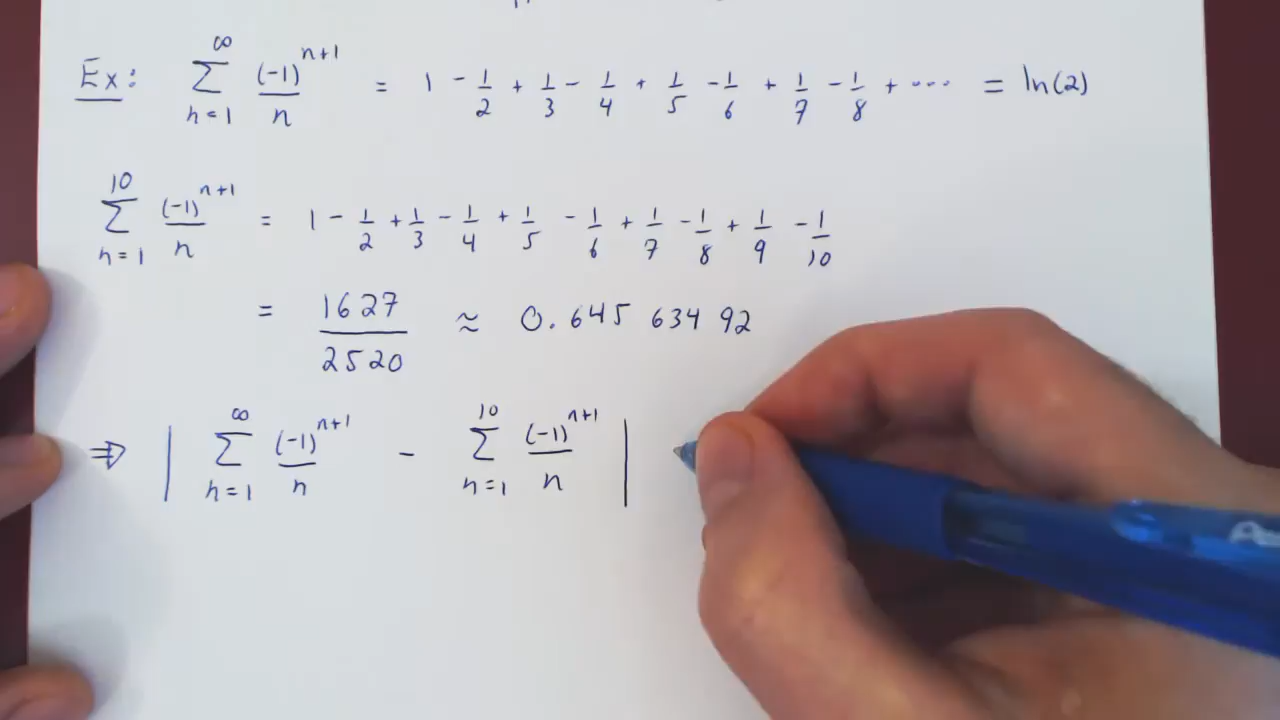 Ex: ∞ ∑ n=1 (-1)^{n+1}/n = 1 - 1/2 + 1/3 - 1/4 + 1/5 - 1/6 + 1/7 - 1/8 + ... = ln(2)
10 ∑ n=1 (-1)^{n+1}/n = 1 - 1/2 + 1/3 - 1/4 + 1/5 - 1/6 + 1/7 - 1/8 + 1/9 - 1/10
= 1627/2520 ≈ 0.645 634 92
⇒ | ∞ ∑ n=1 (-1)^{n+1}/n - 10 ∑ n=1 (-1)^{n+1}/n |